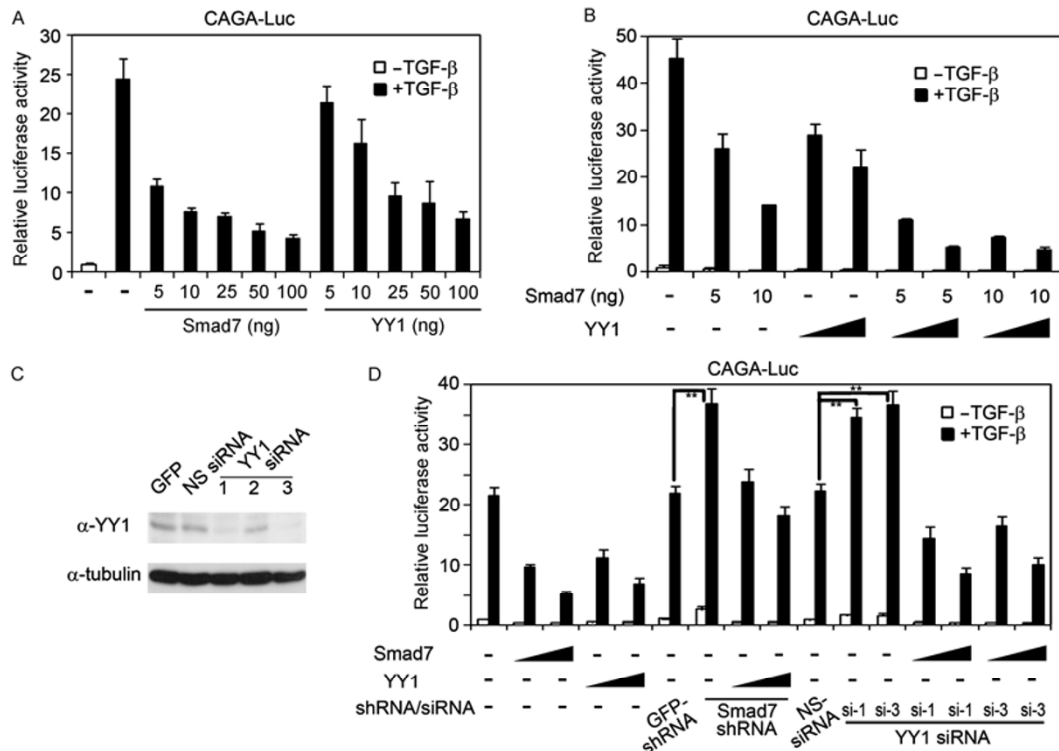 A
CAGA-Luc
Relative luciferase activity
30
25
20
15
10
5
0
–TGF-β
+TGF-β
- - 5 10 25 50 100 5 10 25 50 100
Smad7 (ng) YY1 (ng)
B
CAGA-Luc
Relative luciferase activity
50
40
30
20
10
0
–TGF-β
+TGF-β
Smad7 (ng) - 5 10 - - 5 5 10 10
YY1 - - -
C
GFP NS siRNA YY1 siRNA
1 2 3
α-YY1
α-tubulin
D
CAGA-Luc
Relative luciferase activity
40
30
20
10
0
** ** **
–TGF-β
+TGF-β
Smad7 - - - - - - - - - -
YY1 - - - - - - - - - - - -
shRNA/siRNA - - - - - GFP-shRNA Smad7 shRNA NS-siRNA si-1 si-3 si-1 si-1 si-3 si-3
YY1 siRNA